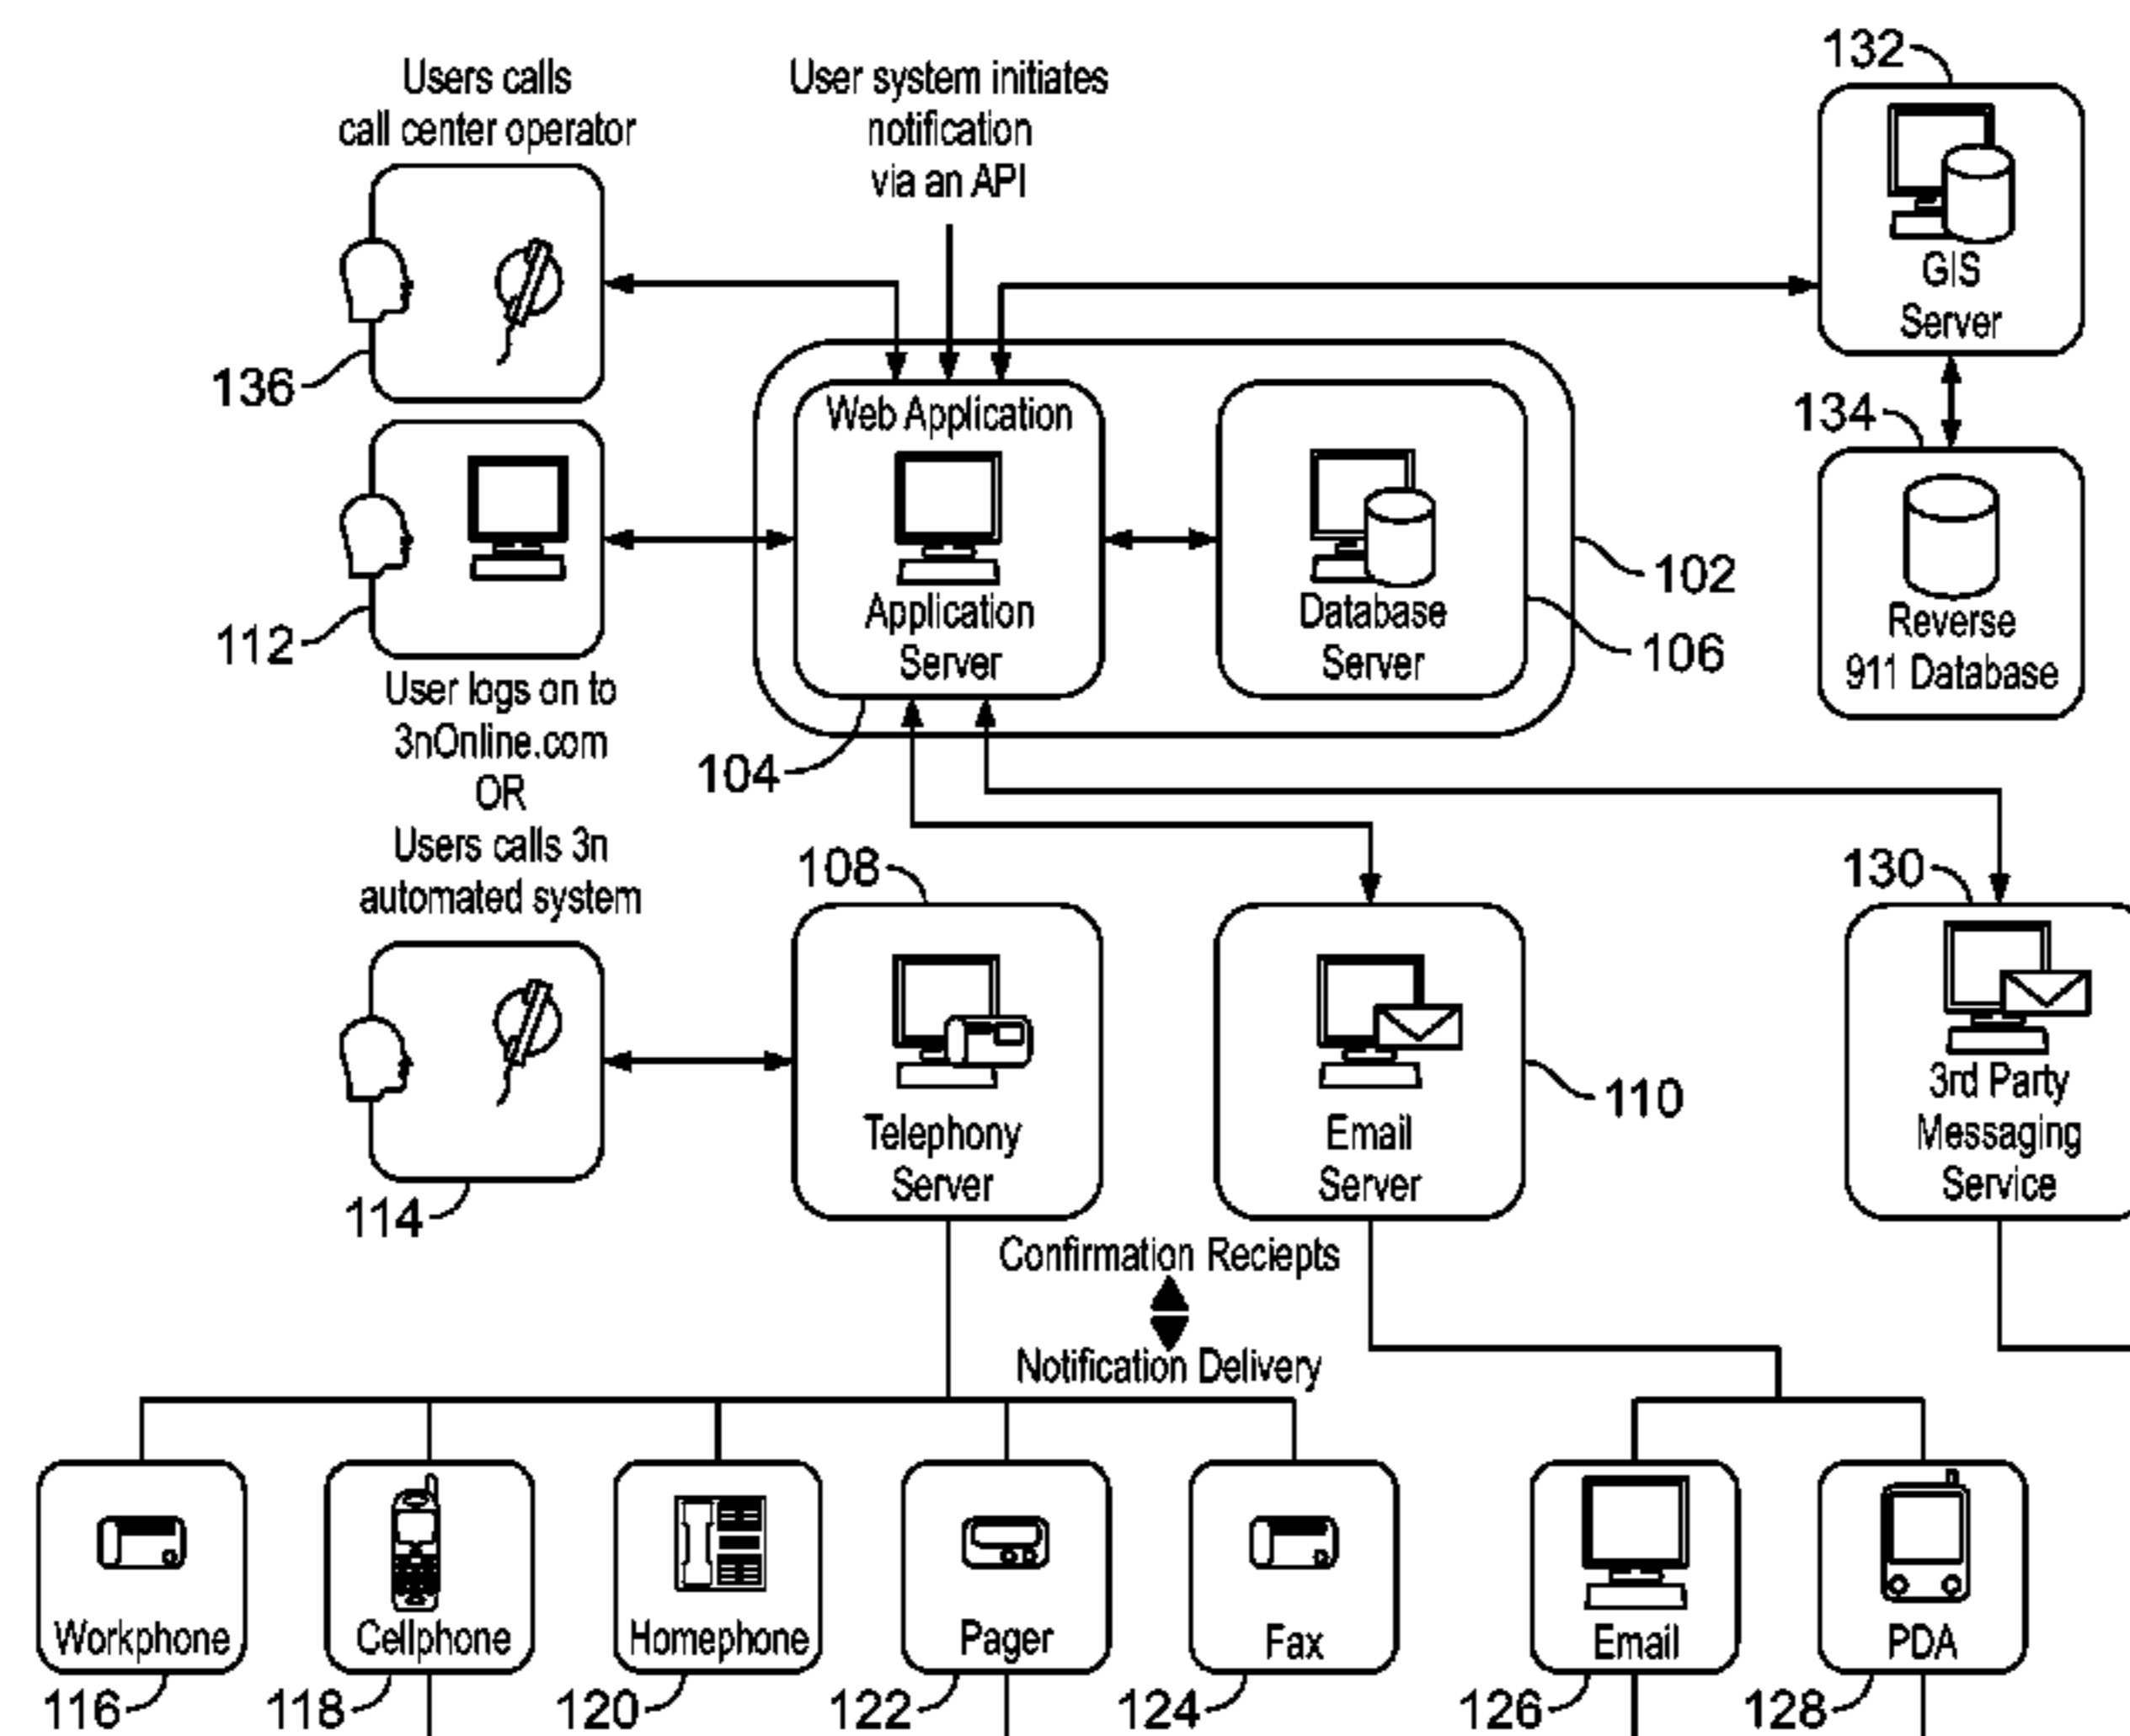 Users calls
call center operator
136
User system initiates
notification
via an API
132
GIS
Server
112
User logs on to
3nOnline.com
OR
Users calls 3n
automated system
Web Application
Application
Server
104
Database
Server
102
106
134
Reverse
911 Database
114
108
Telephony
Server
Email
Server
110
130
3rd Party
Messaging
Service
Confirmation Reciepts
Notification Delivery
Workphone
116
Cellphone
118
Homephone
120
Pager
122
Fax
124
Email
126
PDA
128